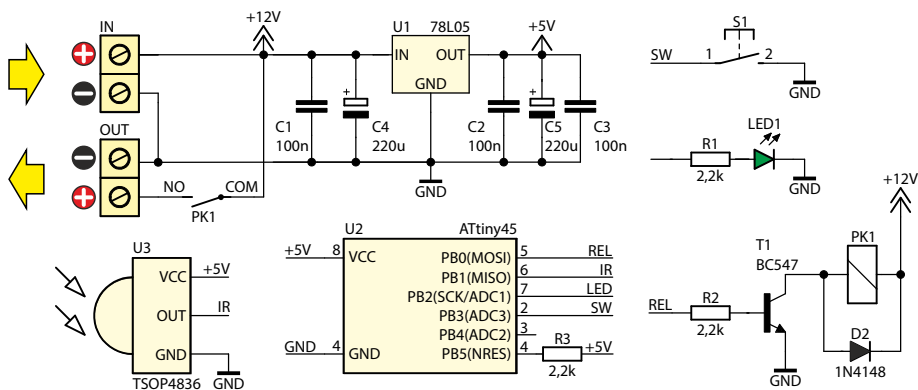 IN
+12V
U1
78L05
+5V
IN
OUT
GND
+
C1
100n
C4
220u
+
C2
100n
C5
220u
C3
100n
GND
OUT
NO
COM
PK1
S1
SW
1
2
GND
R1
2,2k
LED1
GND
U3
VCC
+5V
OUT
IR
GND
TSOP4836
GND
U2
ATtiny45
+5V
8
VCC
PB0(MOSI)
5
REL
PB1(MISO)
6
IR
PB2(SCK/ADC1)
7
LED
PB3(ADC3)
2
SW
PB4(ADC2)
3
GND
4
GND
PB5(NRES)
4
R3
2,2k
+5V
+12V
T1
BC547
PK1
REL
R2
2,2k
D2
1N4148
GND